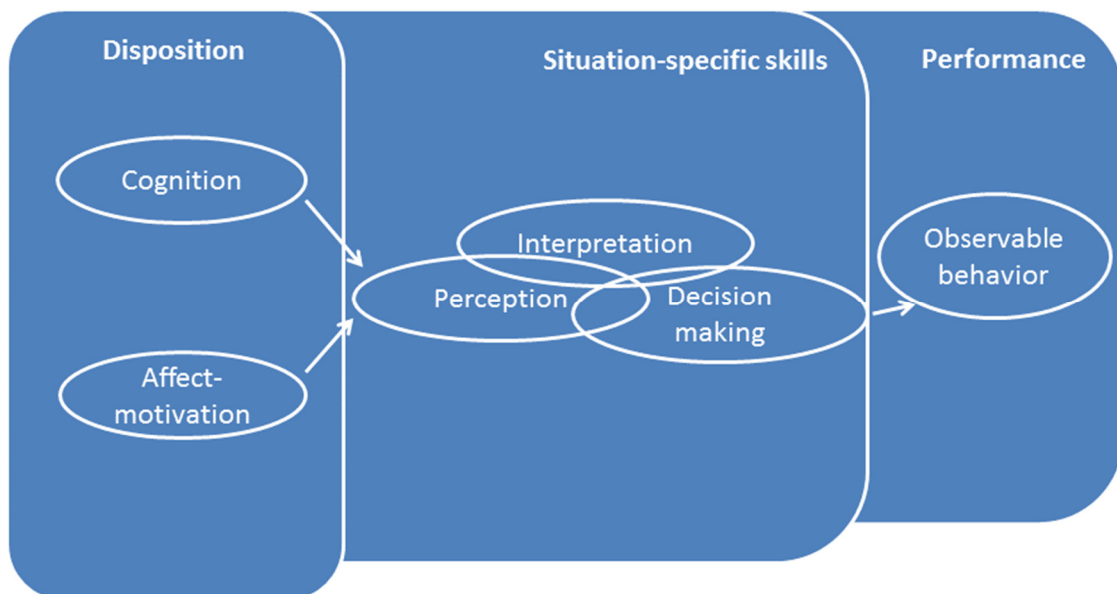 Disposition
Situation-specific skills
Performance
Cognition
Affect-
motivation
Interpretation
Perception
Decision
making
Observable
behavior